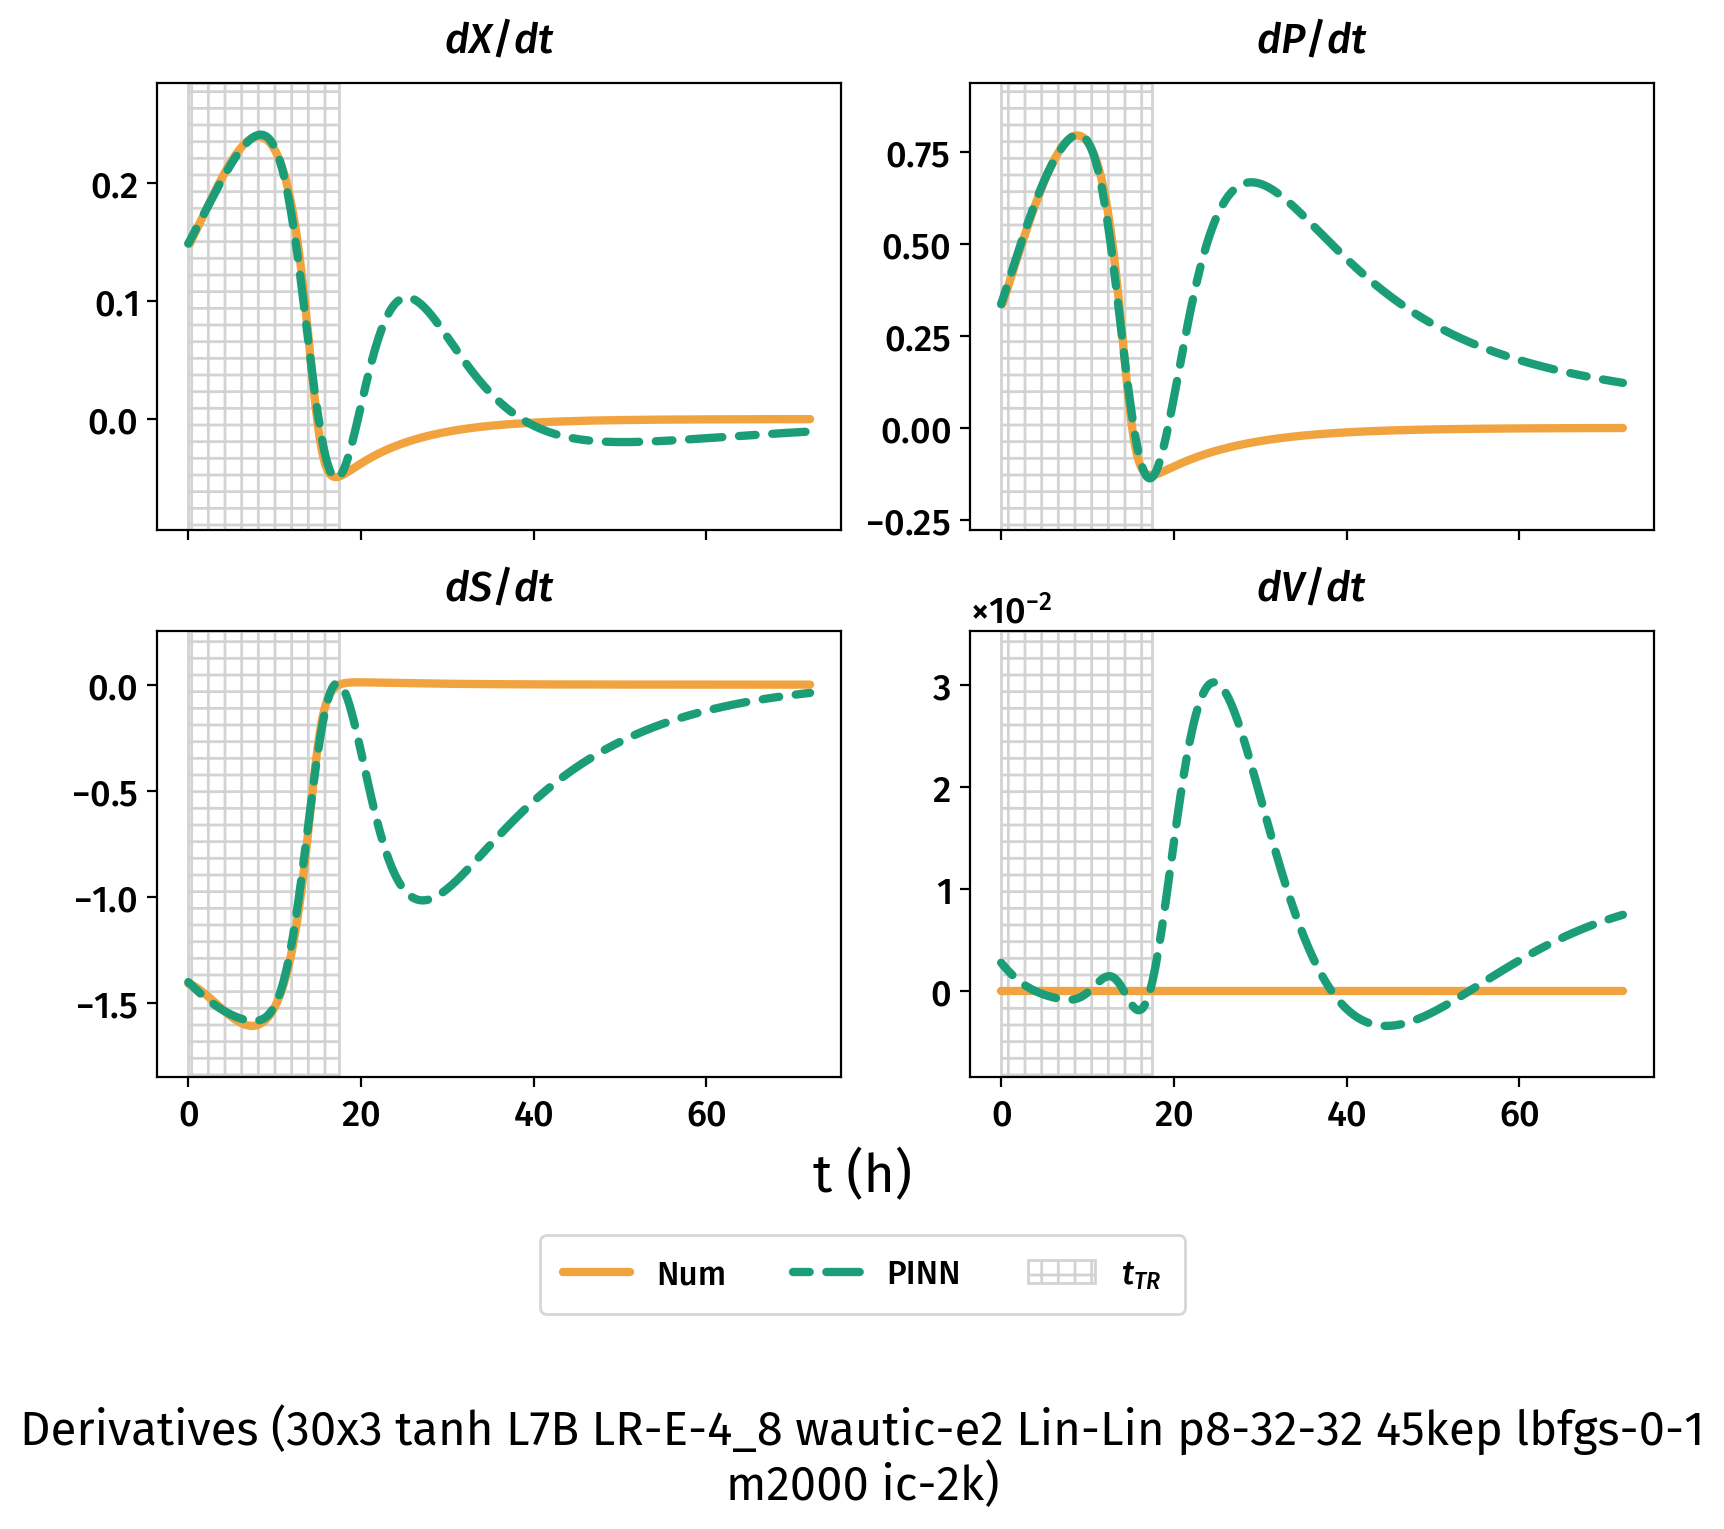 dX/dt
dP/dt
0.2
0.1
0.0
0.75
0.50
0.25
0.00
−0.25
dS/dt
dV/dt
×10⁻²
0.0
−0.5
−1.0
−1.5
0 20 40 60
3
2
1
0
0 20 40 60
t (h)
Num PINN t_TR
Derivatives (30x3 tanh L7B LR-E-4_8 wautic-e2 Lin-Lin p8-32-32 45kep lbfgs-0-1
m2000 ic-2k)